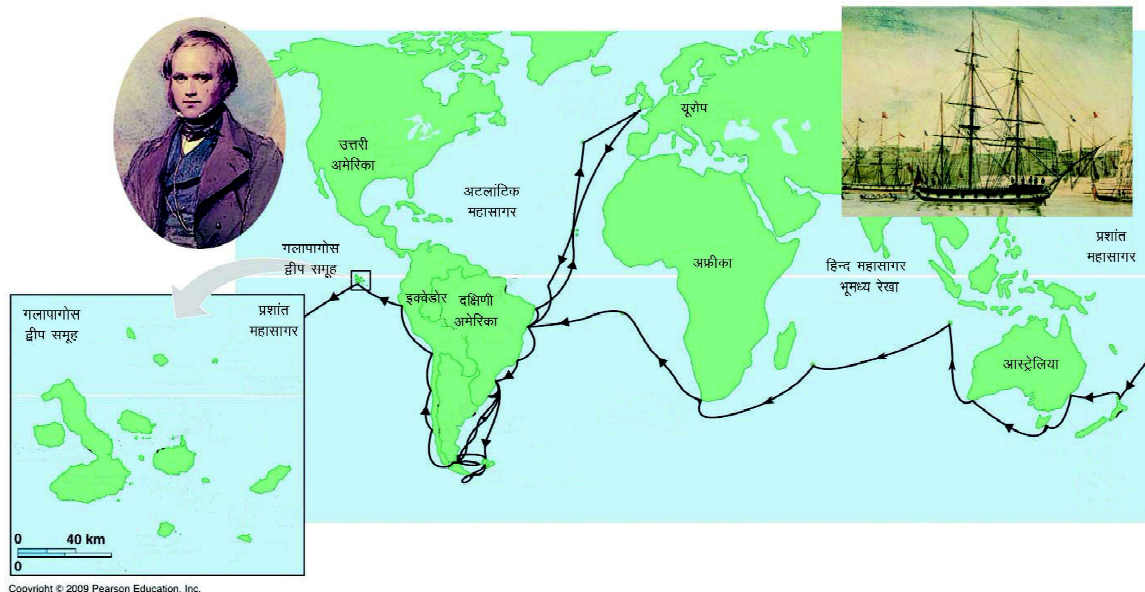 उत्तरी
अमेरिका
यूरोप
अटलांटिक
महासागर
गलापागोस
द्वीप समूह
अफ्रीका
हिन्द महासागर
भूमध्य रेखा
प्रशांत
महासागर
इक्वेडोर
दक्षिणी
अमेरिका
आस्ट्रेलिया
गलापागोस
द्वीप समूह
प्रशांत
महासागर
0 40 km
0
Copyright © 2009 Pearson Education, Inc.